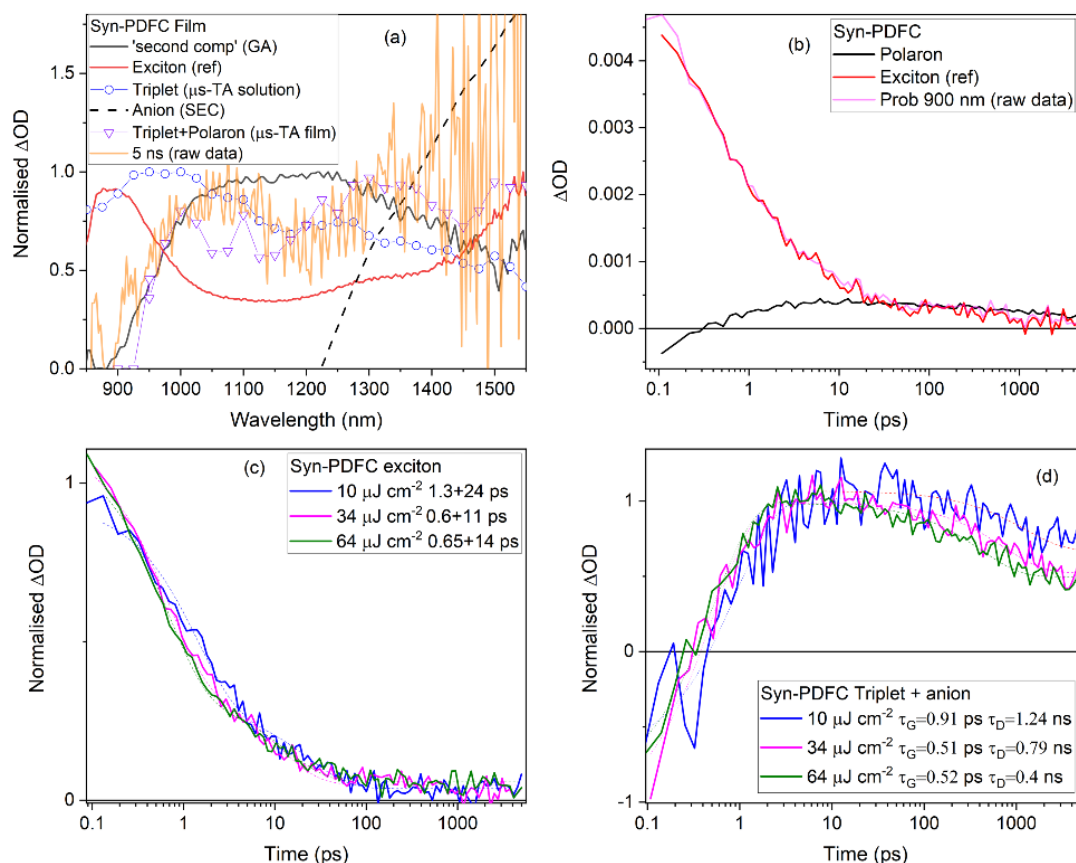 Syn-PDFC Film
'second comp' (GA)
Exciton (ref)
Triplet (μs-TA solution)
Anion (SEC)
Triplet+Polaron (μs-TA film)
5 ns (raw data)
(a)
Normalised ΔOD
1.5
1.0
0.5
0.0
900 1000 1100 1200 1300 1400 1500
Wavelength (nm)
(b)
Syn-PDFC
Polaron
Exciton (ref)
Prob 900 nm (raw data)
ΔOD
0.004
0.003
0.002
0.001
0.000
0.1 1 10 100 1000
Time (ps)
(c)
Syn-PDFC exciton
10 μJ cm⁻² 1.3+24 ps
34 μJ cm⁻² 0.6+11 ps
64 μJ cm⁻² 0.65+14 ps
Normalised ΔOD
1
0
0.1 1 10 100 1000
Time (ps)
(d)
Normalised ΔOD
1
0
-1
Syn-PDFC Triplet + anion
10 μJ cm⁻² τG=0.91 ps τD=1.24 ns
34 μJ cm⁻² τG=0.51 ps τD=0.79 ns
64 μJ cm⁻² τG=0.52 ps τD=0.4 ns
0.1 1 10 100 1000
Time (ps)